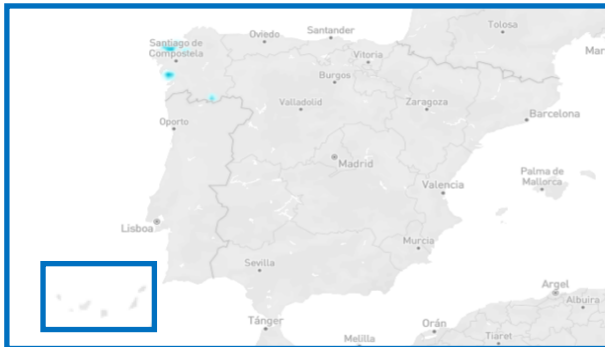 Tolosa
Santander
Oviedo
Santiago de
Compostela
Mar
Vitoria
Burgos
Valladolid
Zaragoza
Barcelona
Oporto
Madrid
Palma de
Mallorca
Valencia
Lisboa
Murcia
Sevilla
Argel
Albuira
Tánger
Orán
Tiaret
Melilla